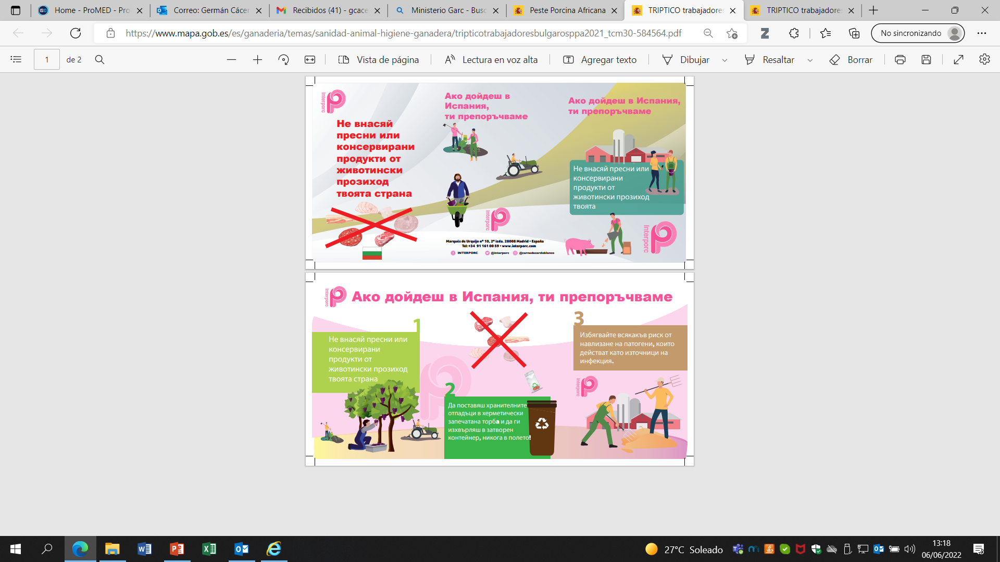 Home - ProMED - Pro
Correo: Germán Cácer
Recibidos (41) - gcace
Ministerio Garc - Busc
Peste Porcina Africana
TRIPTICO trabajadores
TRIPTICO trabajadores
https://www.mapa.gob.es/es/ganaderia/temas/sanidad-animal-higiene-ganadera/tripticotrabajadoresbulgarosppa2021_tcm30-584564.pdf
No sincronizando
1 de 2
Vista de página
Lectura en voz alta
Agregar texto
Dibujar
Resaltar
Borrar
Interporc
Не внасяй
пресни или
консервирани
продукти от
животински
прозиход
твоята страна
Ако дойдеш в
Испания,
ти препоръчваме
Interporc
Marqués de Urquijo nº 10, 2º izda. 28008 Madrid • España
Tel: +34 91 161 00 59 • www.interporc.com
INTERPORC @interporc @carnedecerdoblanco
Ако дойдеш в Испания,
ти препоръчваме
Не внасяй пресни или
консервирани
продукти от
животински прозиход
твоята
Interporc
Interporc
Ако дойдеш в Испания, ти препоръчваме
1
Не внасяй пресни или
консервирани
продукти от
животински прозиход
твоята страна
2
Да поставяш хранителните
отпадъци в херметически
запечатана торба и да ги
изхвърляш в затворен
контейнер, никога в полето!
3
Избягвайте всякакъв риск от
навлизане на патогени, които
действат като източници на
инфекция.
Interporc
27°C Soleado
13:18
06/06/2022